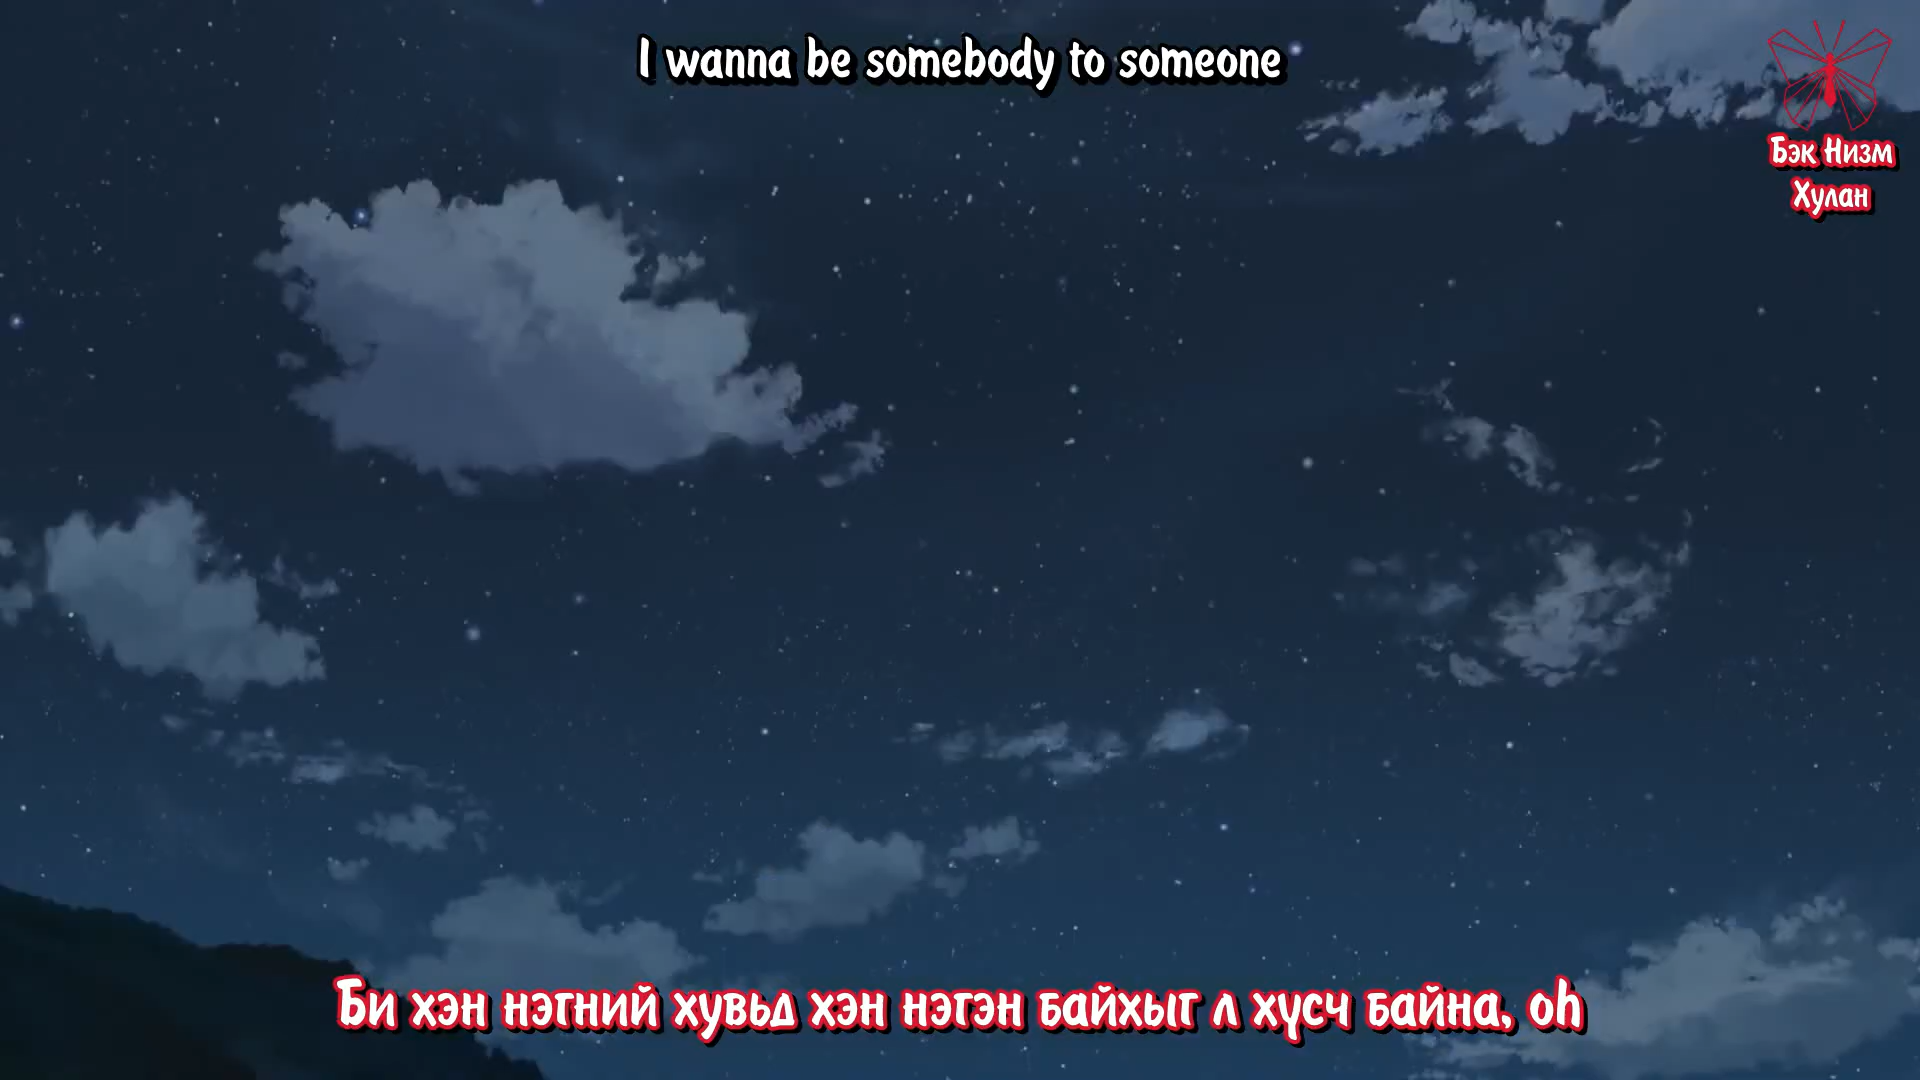 I wanna be somebody to someone
Бэк Низм
Хулан
Би хэн нэгний хувьд хэн нэгэн байхыг л хүсч байна, oh